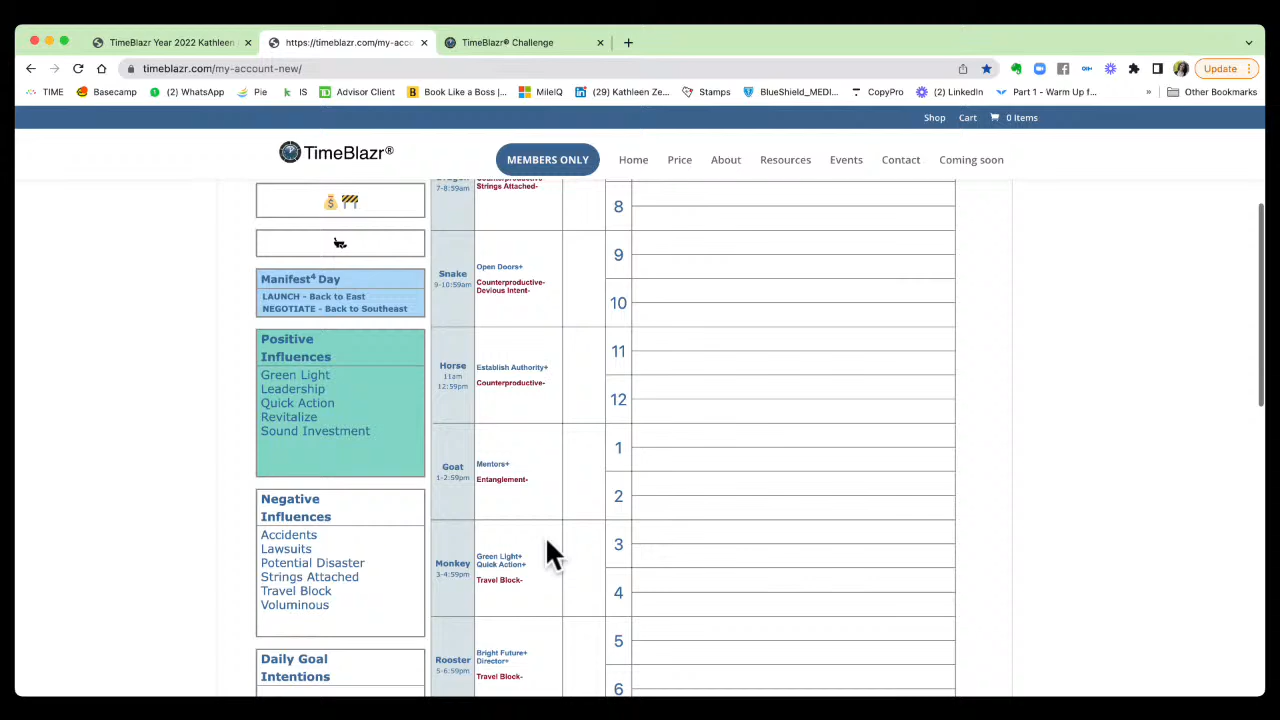 TimeBlazr Year 2022 Kathleen
https://timeblazr.com/my-acc
TimeBlazr® Challenge
timeblazr.com/my-account-new/
Update
TIME
Basecamp
(2) WhatsApp
Pie
IS
Advisor Client
Book Like a Boss |...
MileIQ
(29) Kathleen Ze...
Stamps
BlueShield_MEDI...
CopyPro
(2) LinkedIn
Part 1 - Warm Up f...
»
Other Bookmarks
Shop
Cart
0 Items
TimeBlazr®
MEMBERS ONLY
Home
Price
About
Resources
Events
Contact
Coming soon
Manifest⁴ Day
LAUNCH - Back to East
NEGOTIATE - Back to Southeast
Positive
Influences
Green Light
Leadership
Quick Action
Revitalize
Sound Investment
Negative
Influences
Accidents
Lawsuits
Potential Disaster
Strings Attached
Travel Block
Voluminous
Daily Goal
Intentions
7-8:59am
Strings Attached-
8
Snake
9-10:59am
Open Doors+
Counterproductive-
Devious Intent-
9
10
Horse
11am
12:59pm
Establish Authority+
Counterproductive-
11
12
Goat
1-2:59pm
Mentors+
Entanglement-
1
2
Monkey
3-4:59pm
Green Light+
Quick Action+
Travel Block-
3
4
Rooster
5-6:59pm
Bright Future+
Director+
Travel Block-
5
6